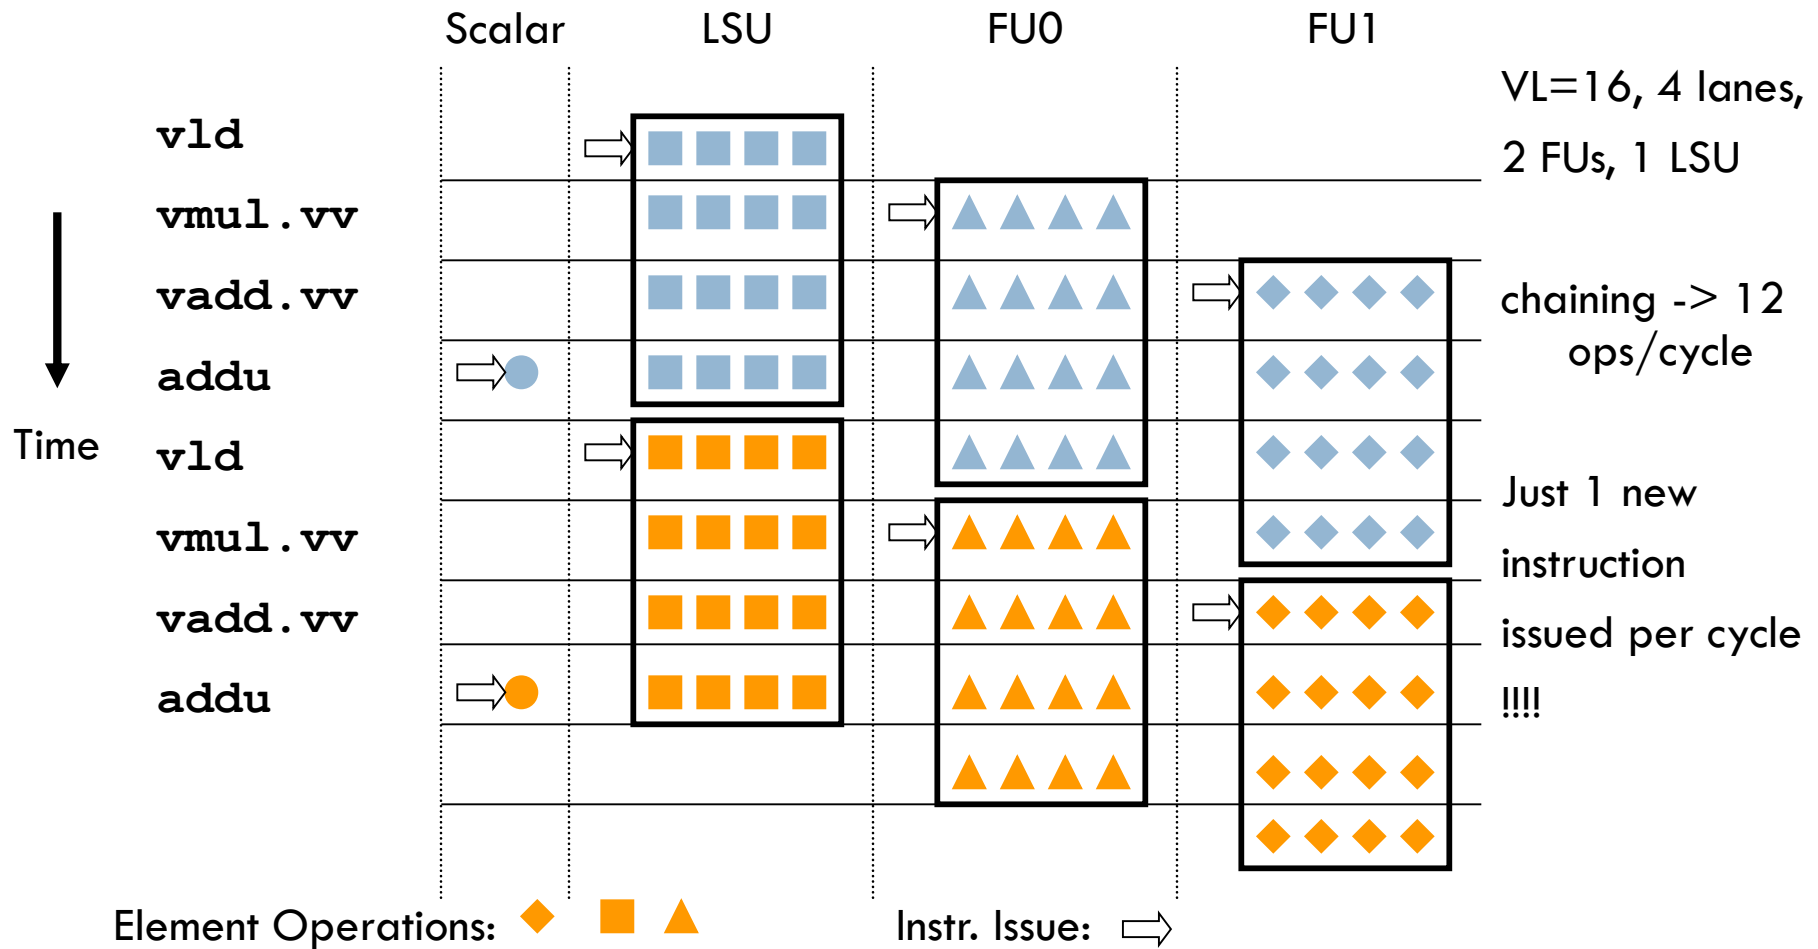 Scalar LSU FU0 FU1
VL=16, 4 lanes,
2 FUs, 1 LSU
vld
vmul.vv
vadd.vv
chaining -> 12
ops/cycle
addu
Time
vld
Just 1 new
vmul.vv
instruction
vadd.vv
issued per cycle
addu
!!!!
Element Operations:
Instr. Issue: